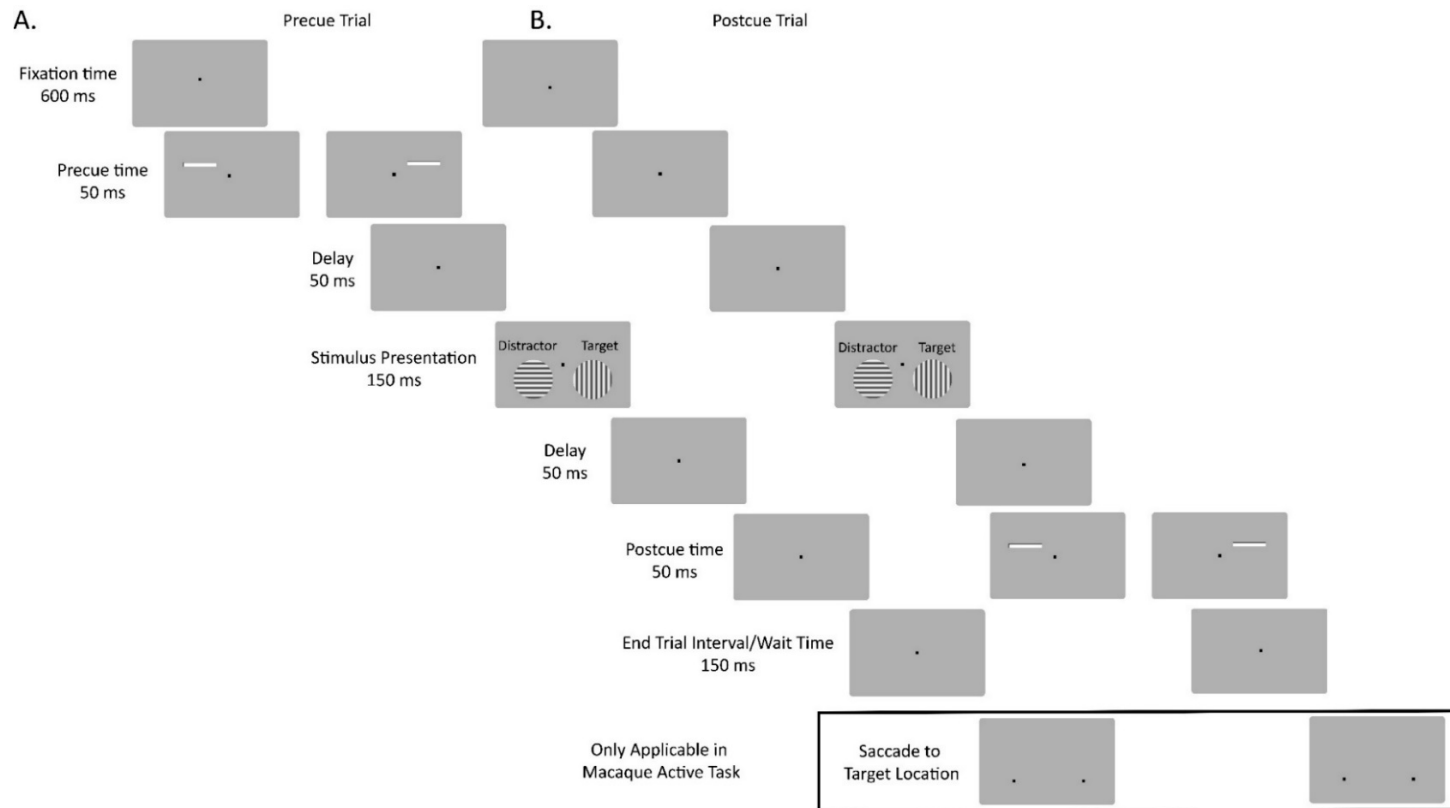 A.
Precue Trial
B.
Postcue Trial
Fixation time
600 ms
Precue time
50 ms
Delay
50 ms
Stimulus Presentation
150 ms
Distractor Target
Distractor Target
Delay
50 ms
Postcue time
50 ms
End Trial Interval/Wait Time
150 ms
Only Applicable in
Macaque Active Task
Saccade to
Target Location